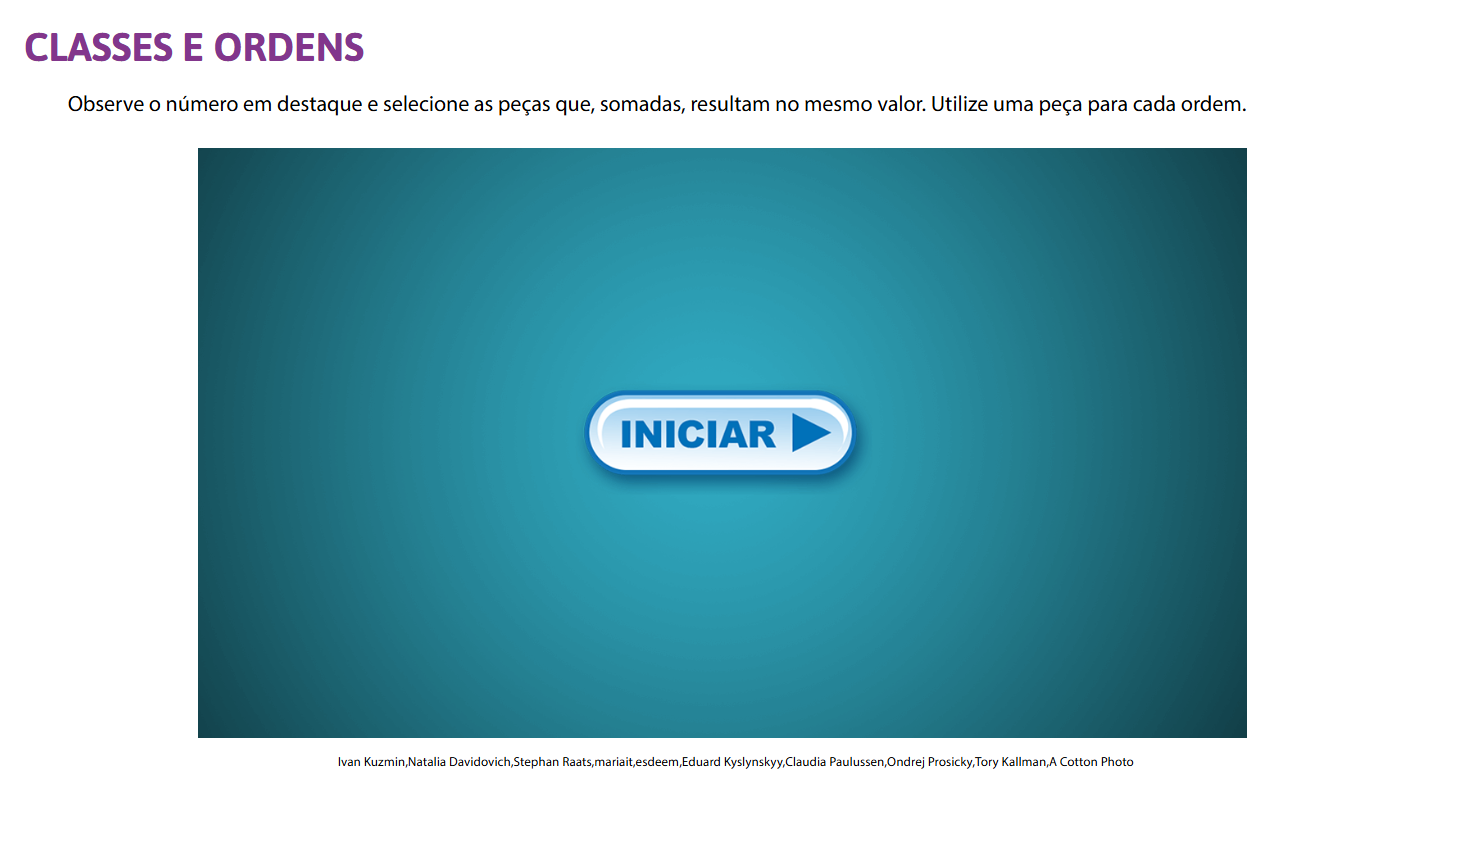 CLASSES E ORDENS
Observe o número em destaque e selecione as peças que, somadas, resultam no mesmo valor. Utilize uma peça para cada ordem.
INICIAR
Ivan Kuzmin,Natalia Davidovich,Stephan Raats,mariait,esdeem,Eduard Kyslynskyy,Claudia Paulussen,Ondrej Prosicky,Tory Kallman,A Cotton Photo